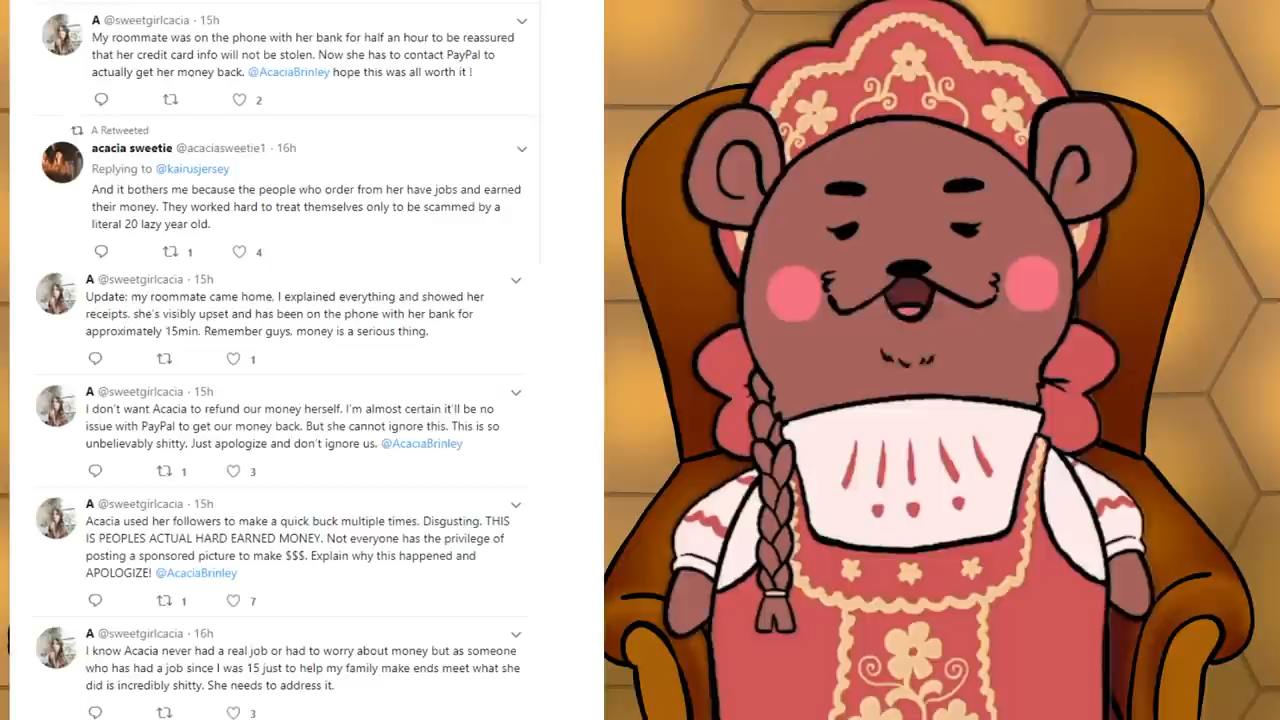 A @sweetgirlcacia · 15h
My roommate was on the phone with her bank for half an hour to be reassured
that her credit card info will not be stolen. Now she has to contact PayPal to
actually get her money back. @AcaciaBrinley hope this was all worth it !
2
A Retweeted
acacia sweetie @acaciasweetie1 · 16h
Replying to @kairusjersey
And it bothers me because the people who order from her have jobs and earned
their money. They worked hard to treat themselves only to be scammed by a
literal 20 lazy year old.
1 4
A @sweetgirlcacia · 15h
Update: my roommate came home, I explained everything and showed her
receipts. she's visibly upset and has been on the phone with her bank for
approximately 15min. Remember guys, money is a serious thing.
1
A @sweetgirlcacia · 15h
I don't want Acacia to refund our money herself. I'm almost certain it'll be no
issue with PayPal to get our money back. But she cannot ignore this. This is so
unbelievably shitty. Just apologize and don't ignore us. @AcaciaBrinley
1 3
A @sweetgirlcacia · 15h
Acacia used her followers to make a quick buck multiple times. Disgusting. THIS
IS PEOPLES ACTUAL HARD EARNED MONEY. Not everyone has the privilege of
posting a sponsored picture to make $$$. Explain why this happened and
APOLOGIZE! @AcaciaBrinley
1 7
A @sweetgirlcacia · 16h
I know Acacia never had a real job or had to worry about money but as someone
who has had a job since I was 15 just to help my family make ends meet what she
did is incredibly shitty. She needs to address it.
3